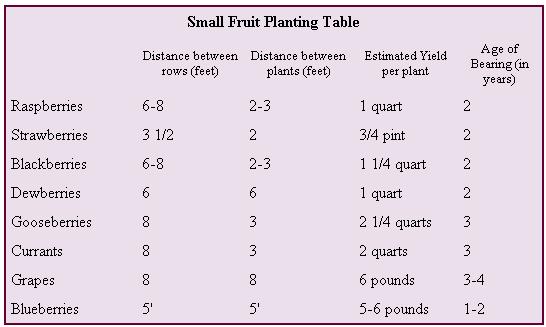 Small Fruit Planting Table
Distance between rows (feet) Distance between plants (feet) Estimated Yield per plant Age of Bearing (in years)
Raspberries 6-8 2-3 1 quart 2
Strawberries 3 1/2 2 3/4 pint 2
Blackberries 6-8 2-3 1 1/4 quart 2
Dewberries 6 6 1 quart 2
Gooseberries 8 3 2 1/4 quarts 3
Currants 8 3 2 quarts 3
Grapes 8 8 6 pounds 3-4
Blueberries 5' 5' 5-6 pounds 1-2